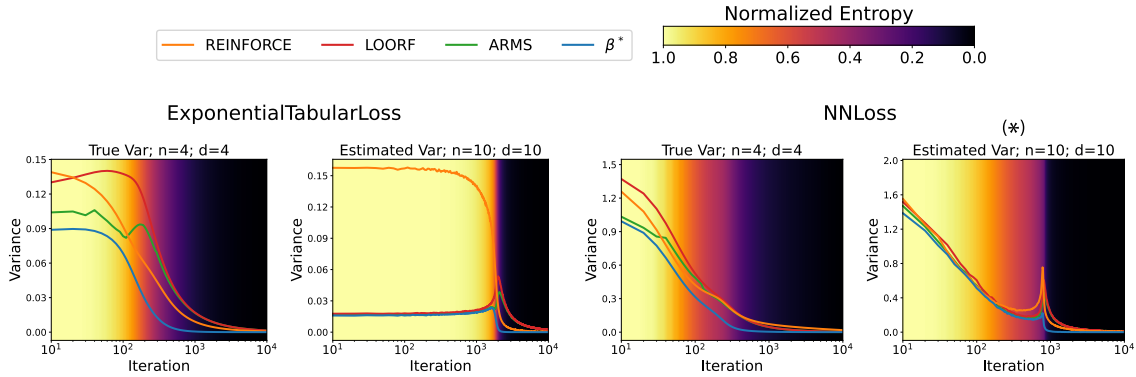 Normalized Entropy
REINFORCE LOORF ARMS β*
1.0 0.8 0.6 0.4 0.2 0.0
ExponentialTabularLoss
NNLoss
(*)
True Var; n=4; d=4
Estimated Var; n=10; d=10
True Var; n=4; d=4
Estimated Var; n=10; d=10
Variance
0.15
0.12
0.09
0.06
0.03
0.00
10¹ 10² 10³ 10⁴
Iteration
Variance
0.15
0.12
0.09
0.06
0.03
0.00
10¹ 10² 10³ 10⁴
Iteration
Variance
1.5
1.2
0.9
0.6
0.3
0.0
10¹ 10² 10³ 10⁴
Iteration
Variance
2.0
1.6
1.2
0.8
0.4
0.0
10¹ 10² 10³ 10⁴
Iteration